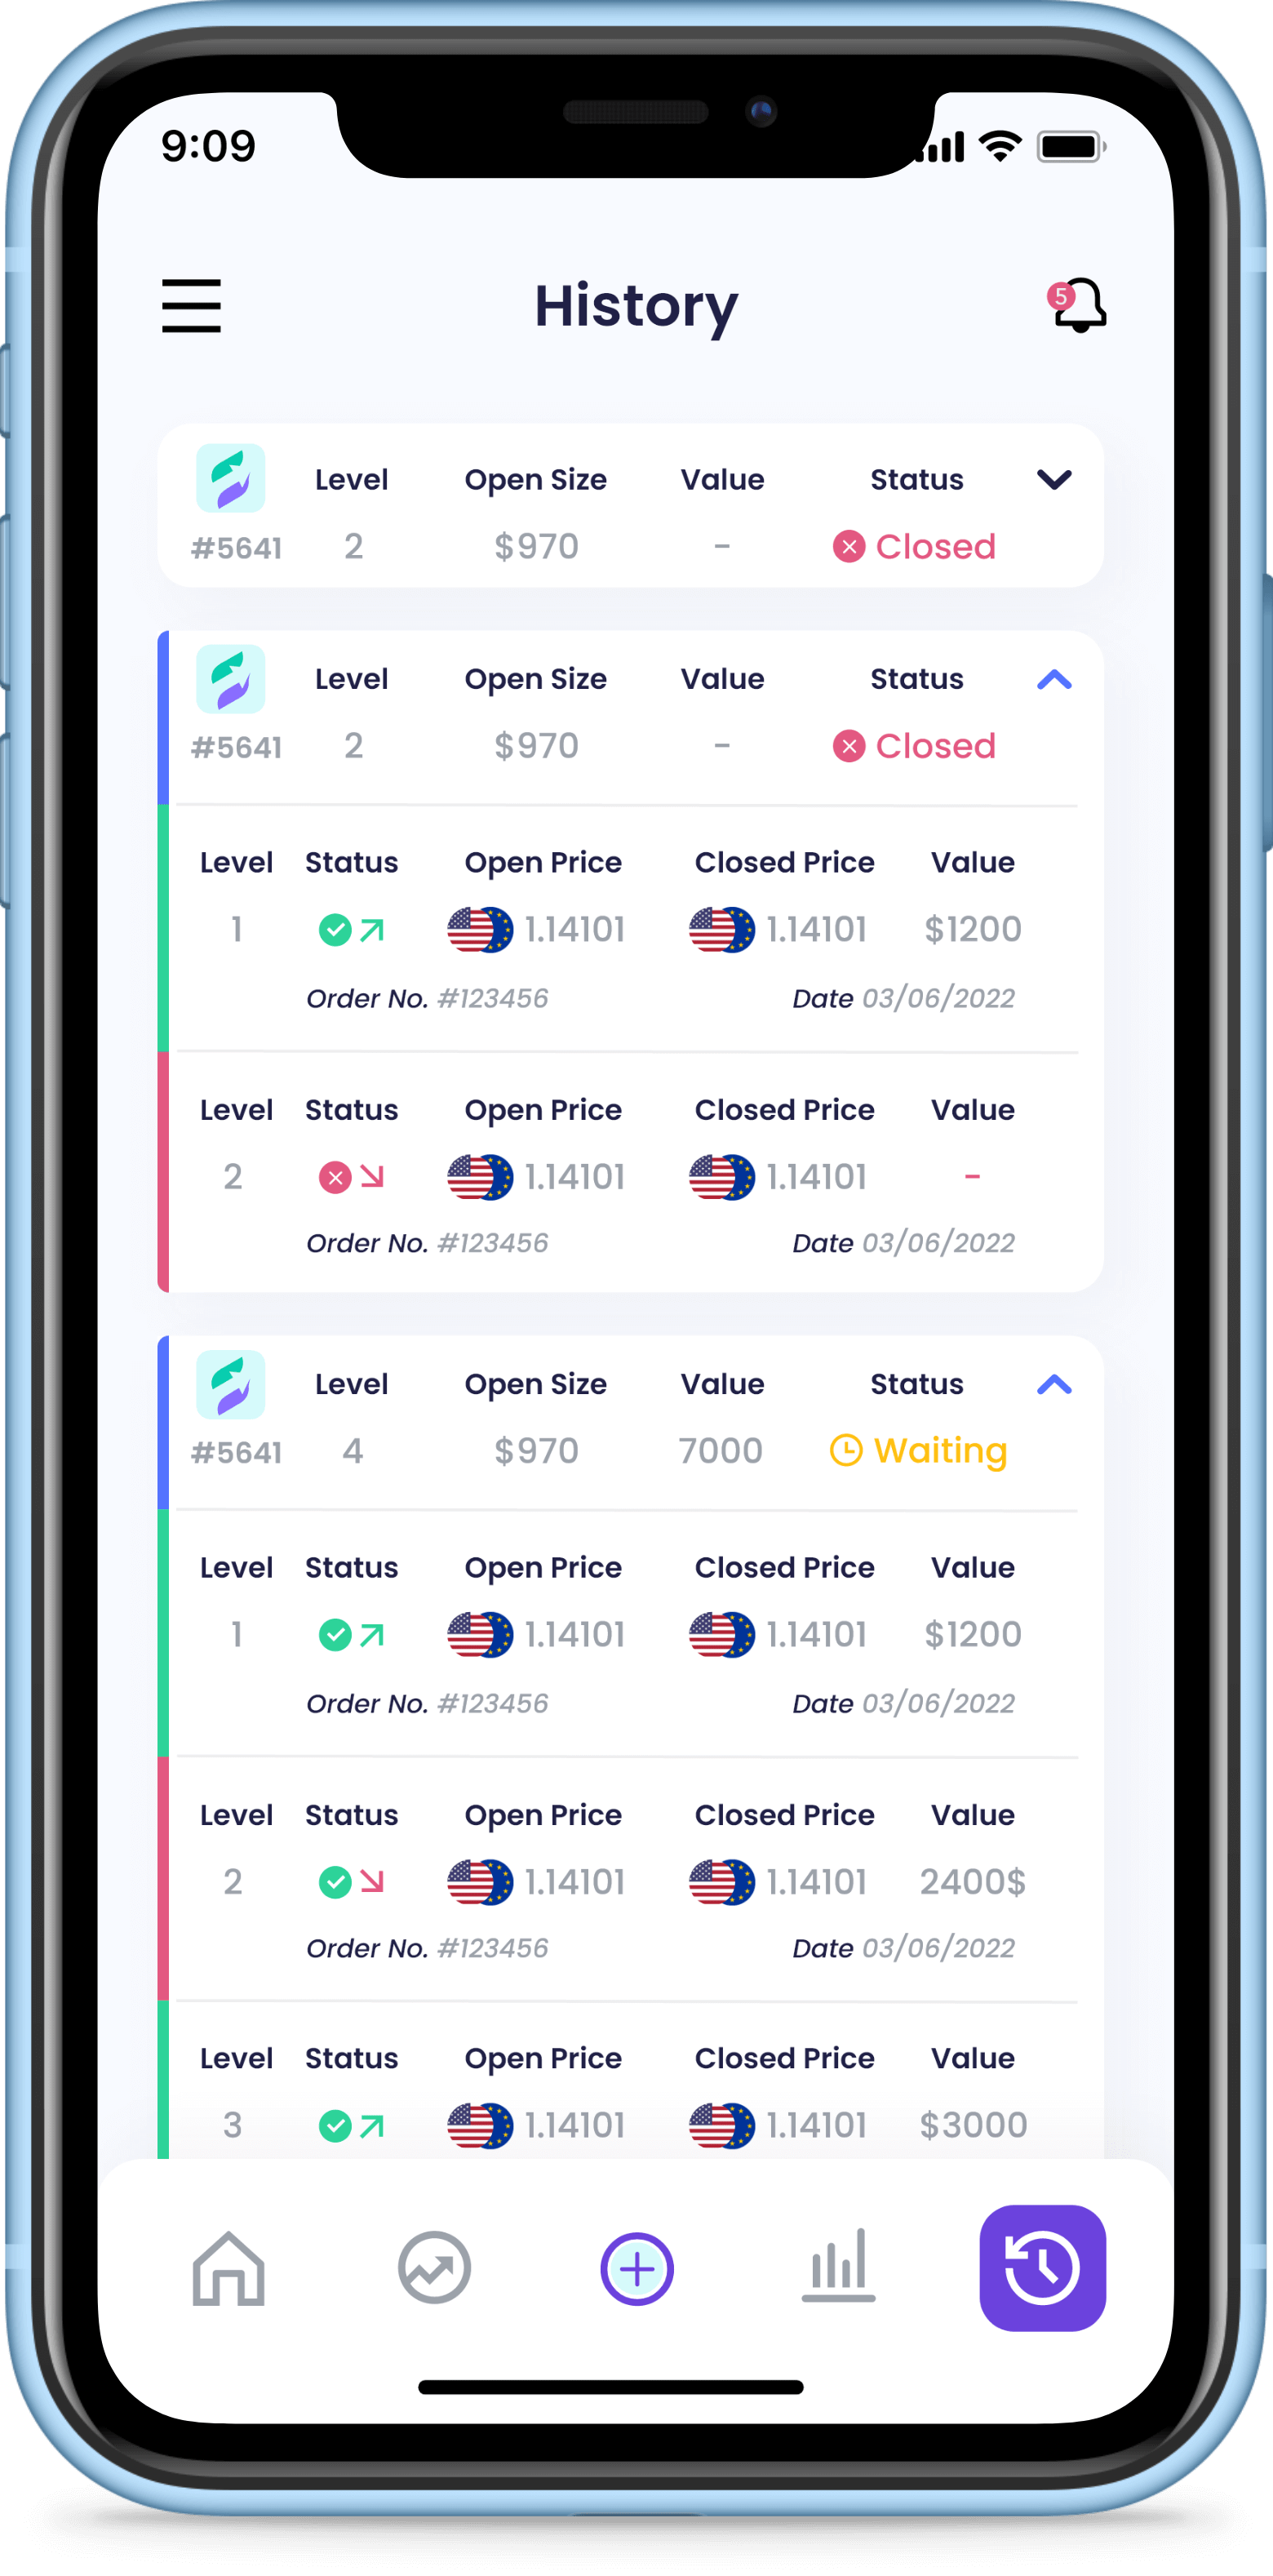 9:09
History
5
Level Open Size Value Status
#5641 2 $970 - Closed
Level Open Size Value Status
#5641 2 $970 - Closed
Level Status Open Price Closed Price Value
1 1.14101 1.14101 $1200
Order No. #123456 Date 03/06/2022
Level Status Open Price Closed Price Value
2 1.14101 1.14101 -
Order No. #123456 Date 03/06/2022
Level Open Size Value Status
#5641 4 $970 7000 Waiting
Level Status Open Price Closed Price Value
1 1.14101 1.14101 $1200
Order No. #123456 Date 03/06/2022
Level Status Open Price Closed Price Value
2 1.14101 1.14101 2400$
Order No. #123456 Date 03/06/2022
Level Status Open Price Closed Price Value
3 1.14101 1.14101 $3000